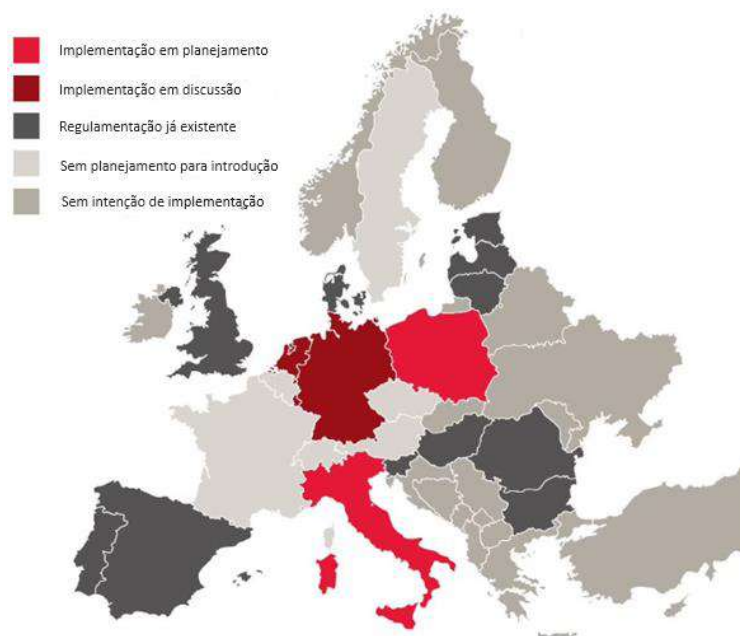 Implementação em planejamento
Implementação em discussão
Regulamentação já existente
Sem planejamento para introdução
Sem intenção de implementação